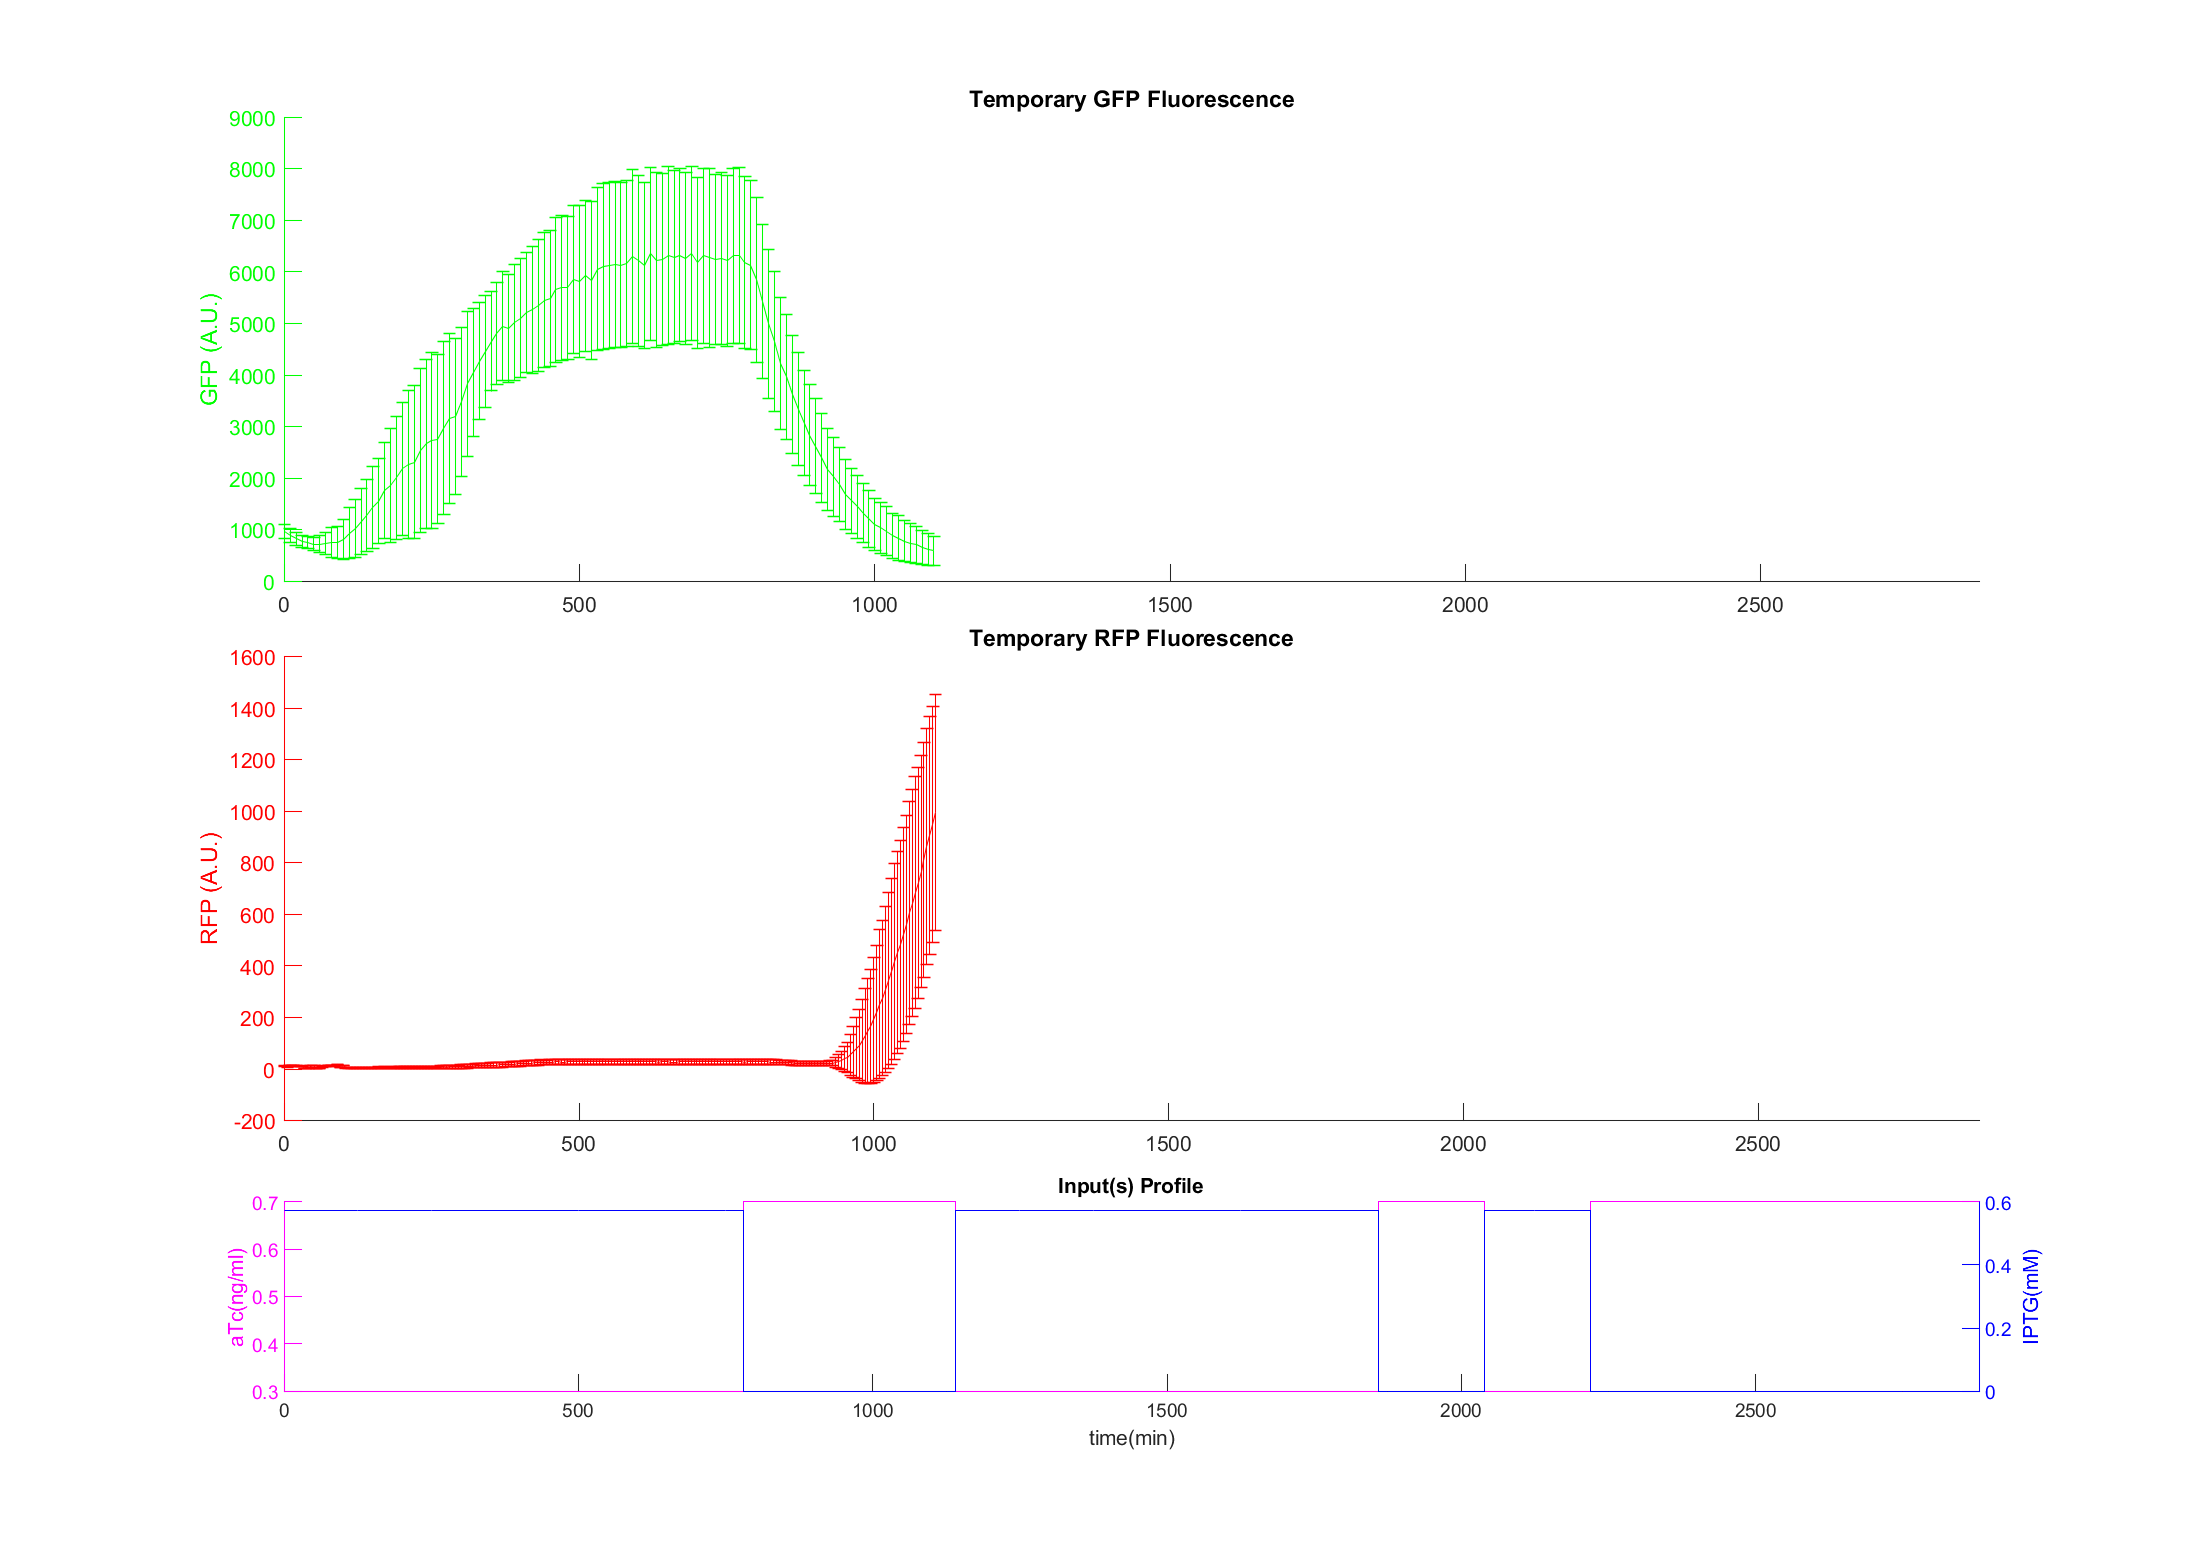 Temporary GFP Fluorescence
9000
8000
7000
6000
5000
4000
3000
2000
1000
0
GFP (A.U.)
0 500 1000 1500 2000 2500
Temporary RFP Fluorescence
1600
1400
1200
1000
800
600
400
200
0
-200
RFP (A.U.)
0 500 1000 1500 2000 2500
Input(s) Profile
0.7
0.6
0.5
0.4
0.3
aTc(ng/ml)
0.6
0.4
0.2
0
IPTG(mM)
0 500 1000 1500 2000 2500
time(min)